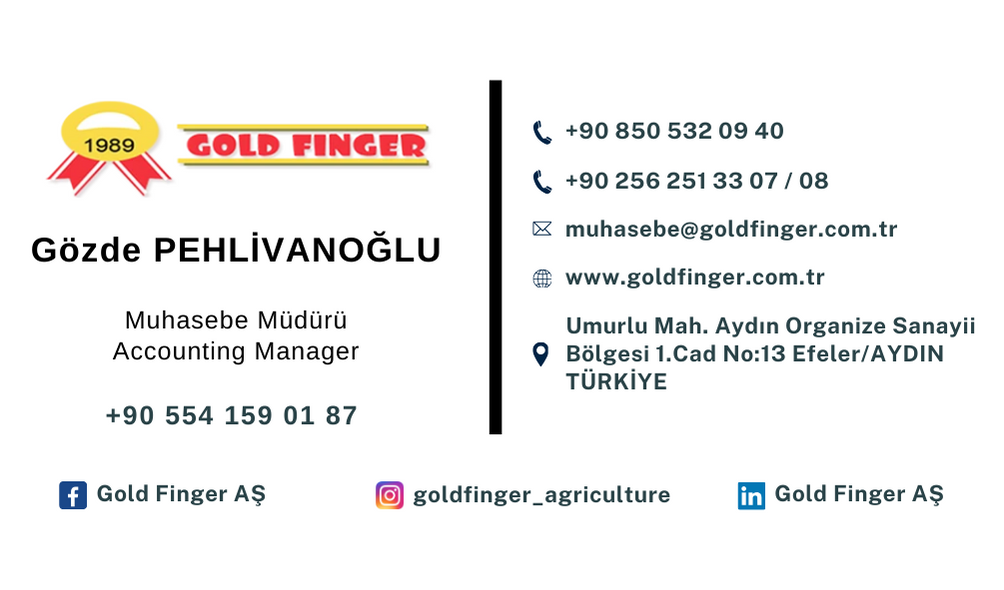 1989
GOLD FINGER
Gözde PEHLİVANOĞLU
Muhasebe Müdürü
Accounting Manager
+90 554 159 01 87
+90 850 532 09 40
+90 256 251 33 07 / 08
muhasebe@goldfinger.com.tr
www.goldfinger.com.tr
Umurlu Mah. Aydın Organize Sanayii
Bölgesi 1.Cad No:13 Efeler/AYDIN
TÜRKİYE
Gold Finger AŞ
goldfinger_agriculture
Gold Finger AŞ